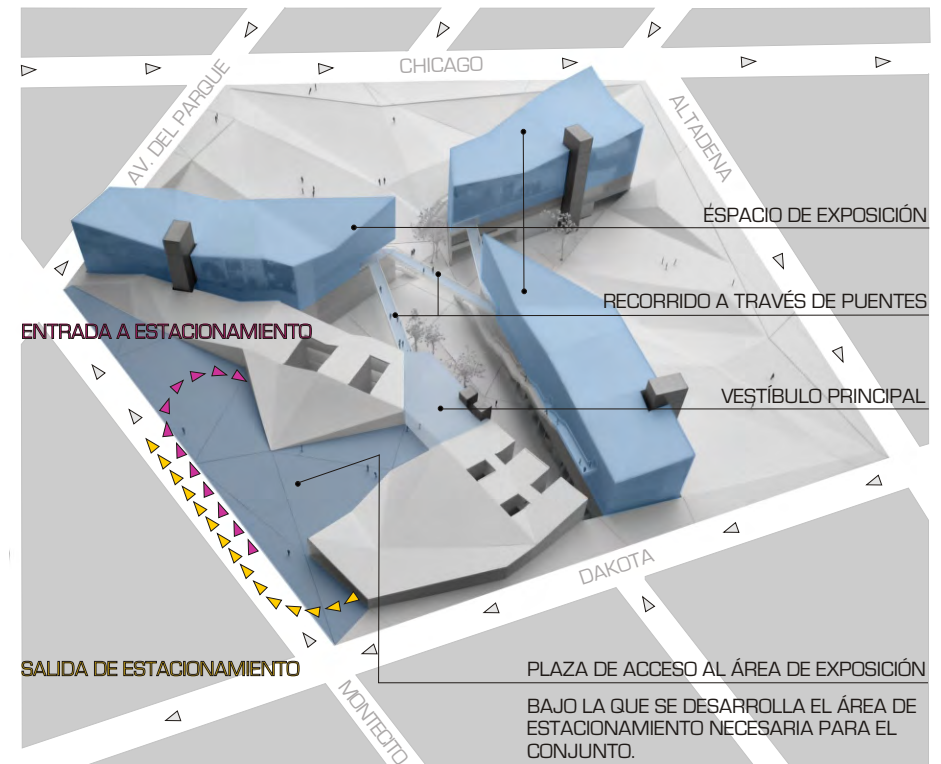 CHICAGO
AV. DEL PARQUE
ALTADENA
ESPACIO DE EXPOSICIÓN
RECORRIDO A TRAVÉS DE PUENTES
ENTRADA A ESTACIONAMIENTO
VESTÍBULO PRINCIPAL
DAKOTA
SALIDA DE ESTACIONAMIENTO
MONTECITO
PLAZA DE ACCESO AL ÁREA DE EXPOSICIÓN
BAJO LA QUE SE DESARROLLA EL ÁREA DE
ESTACIONAMIENTO NECESARIA PARA EL
CONJUNTO.